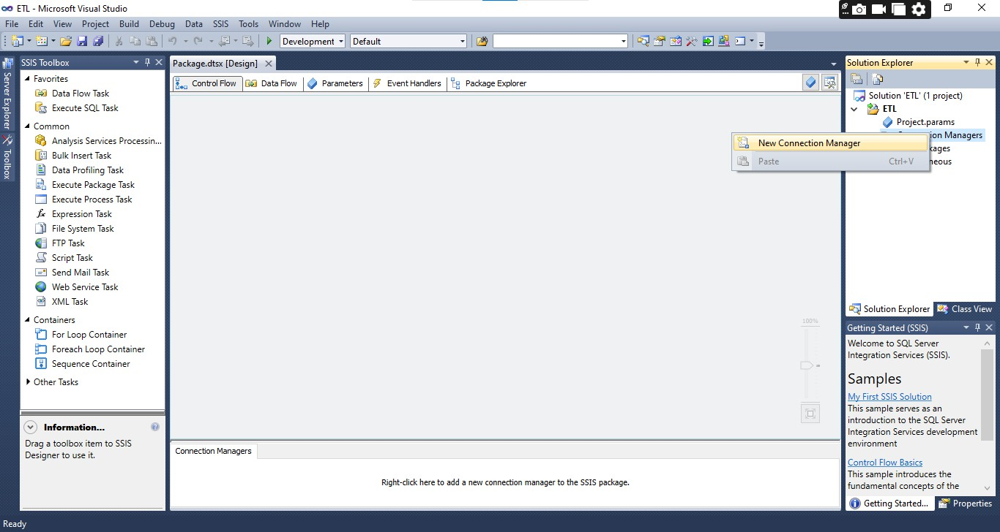 ETL - Microsoft Visual Studio
File Edit View Project Build Debug Data SSIS Tools Window Help
Development Default
Server Explorer
Toolbox
SSIS Toolbox
Favorites
Data Flow Task
Execute SQL Task
Common
Analysis Services Processin...
Bulk Insert Task
Data Profiling Task
Execute Package Task
Execute Process Task
Expression Task
File System Task
FTP Task
Script Task
Send Mail Task
Web Service Task
XML Task
Containers
For Loop Container
Foreach Loop Container
Sequence Container
Other Tasks
Information...
Drag a toolbox item to SSIS
Designer to use it.
Package.dtsx [Design]
Control Flow Data Flow Parameters Event Handlers Package Explorer
100%
Connection Managers
Right-click here to add a new connection manager to the SSIS package.
New Connection Manager
Paste Ctrl+V
Solution Explorer
Solution 'ETL' (1 project)
ETL
Project.params
Managers
Solution Explorer Class View
Getting Started (SSIS)
Welcome to SQL Server
Integration Services (SSIS).
Samples
My First SSIS Solution
This sample serves as an
introduction to the SQL Server
Integration Services development
environment
Control Flow Basics
This sample introduces the
fundamental concepts of the
Getting Started... Properties
Ready